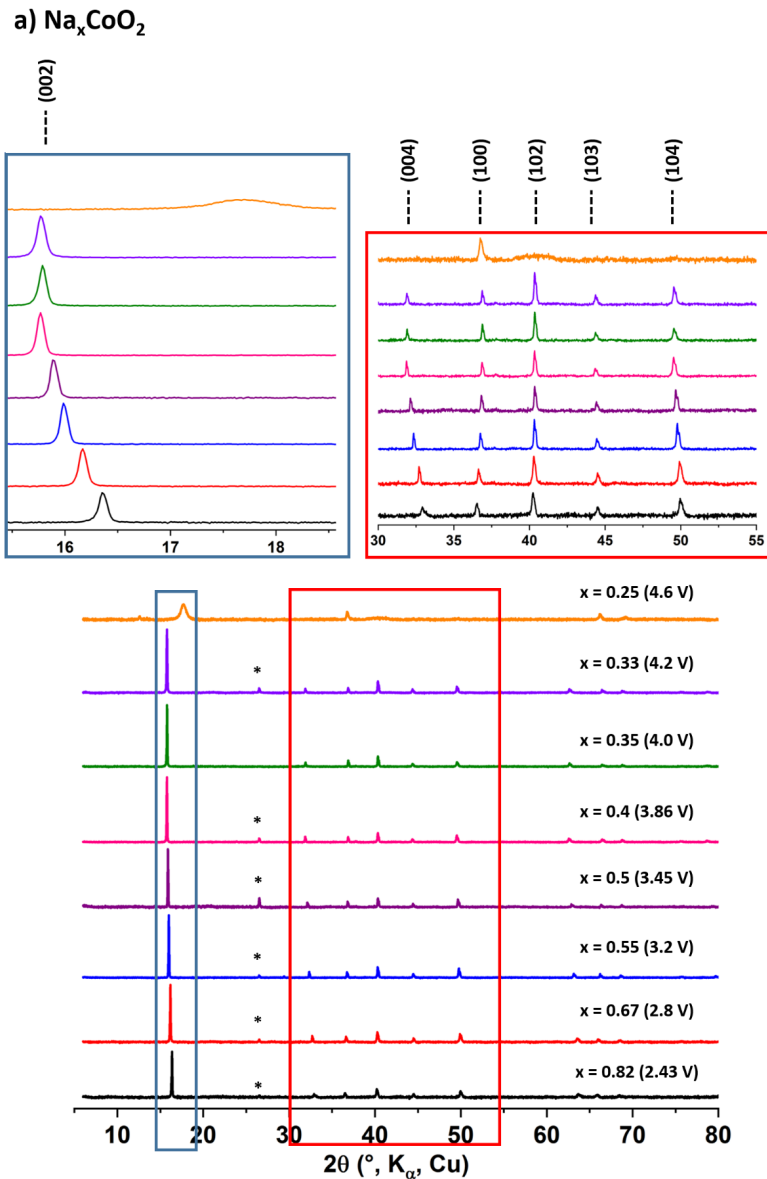 a) NaₓCoO₂
(002)
(004)
(100)
(102)
(103)
(104)
16 17 18
30 35 40 45 50 55
x = 0.25 (4.6 V)
* x = 0.33 (4.2 V)
x = 0.35 (4.0 V)
* x = 0.4 (3.86 V)
* x = 0.5 (3.45 V)
* x = 0.55 (3.2 V)
* x = 0.67 (2.8 V)
* x = 0.82 (2.43 V)
10 20 30 40 50 60 70 80
2θ (°, Kα, Cu)